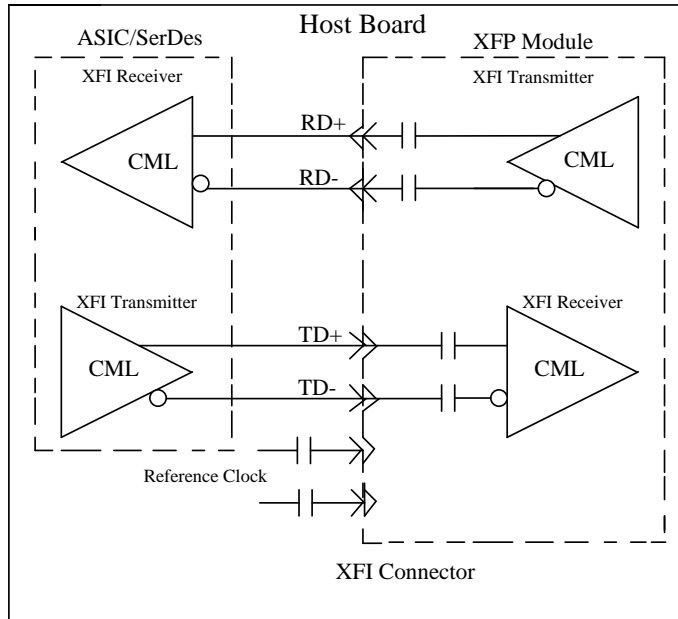 Host Board
ASIC/SerDes
XFP Module
XFI Receiver
XFI Transmitter
RD+
CML
CML
RD-
XFI Transmitter
XFI Receiver
TD+
CML
CML
TD-
Reference Clock
XFI Connector